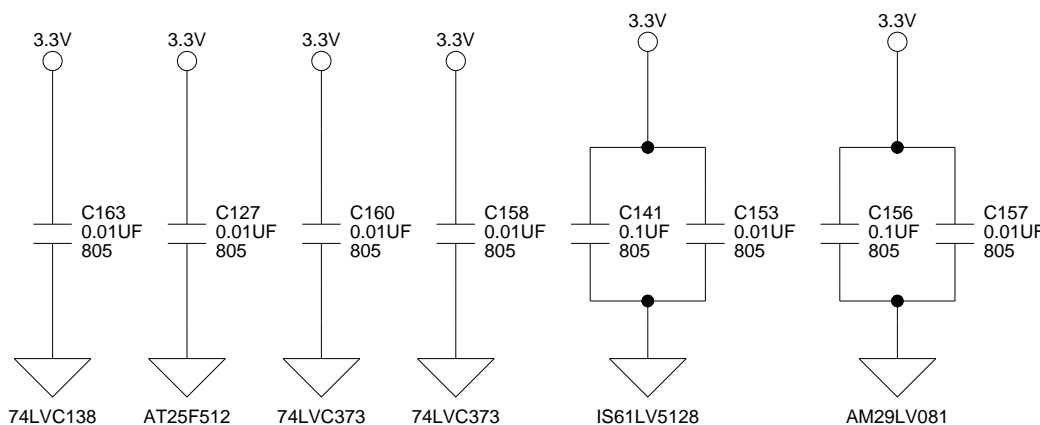 3.3V
3.3V
3.3V
3.3V
3.3V
3.3V
C163
0.01UF
805
C127
0.01UF
805
C160
0.01UF
805
C158
0.01UF
805
C141
0.1UF
805
C153
0.01UF
805
C156
0.1UF
805
C157
0.01UF
805
74LVC138
AT25F512
74LVC373
74LVC373
IS61LV5128
AM29LV081